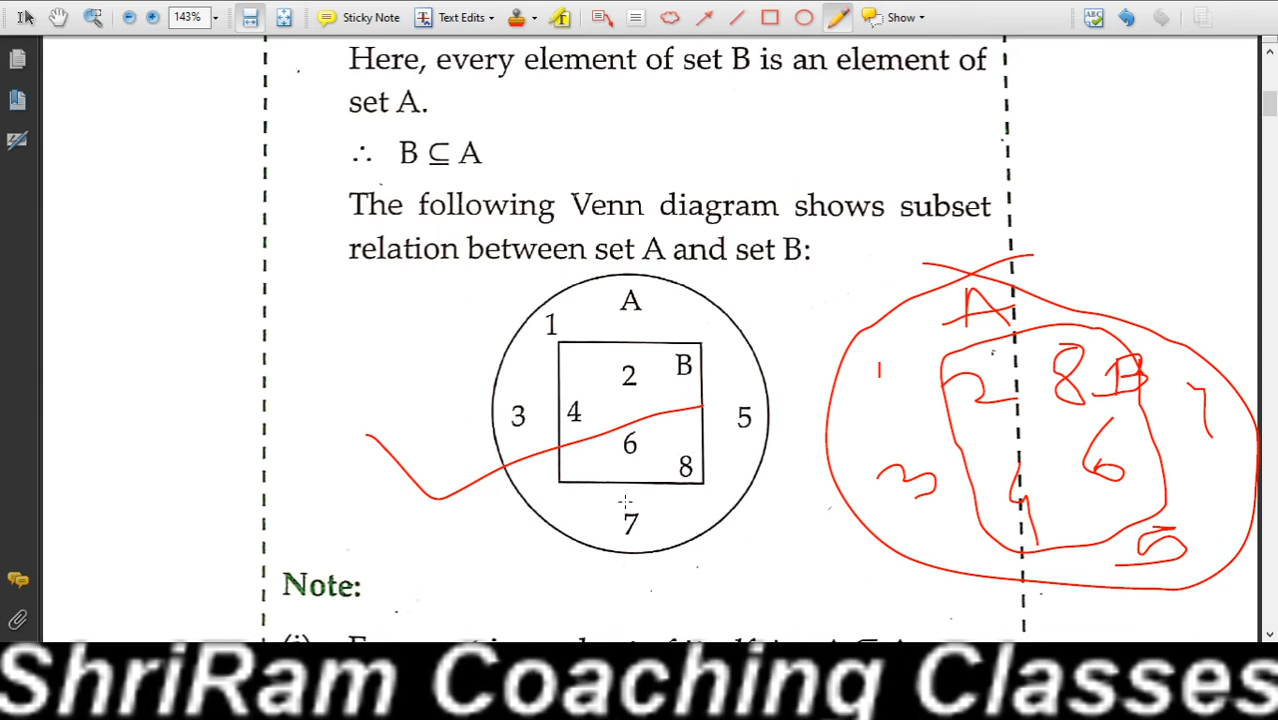 143%
Sticky Note
Text Edits
Show
Here, every element of set B is an element of
set A.
∴ B ⊆ A
The following Venn diagram shows subset
relation between set A and set B:
A
1
B
2
3
4
5
6
8
7
A
1
2
8
B
7
3
4
6
5
Note:
ShriRam Coaching Classes